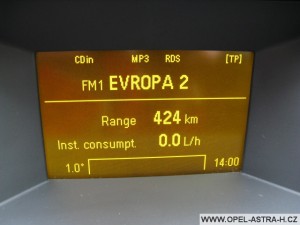 CDin MP3 RDS [TP]
FM1 EVROPA 2
Range 424 km
Inst. consumpt 0.0 L/h
1.0° 14:00
WWW.OPEL-ASTRA-H.CZ